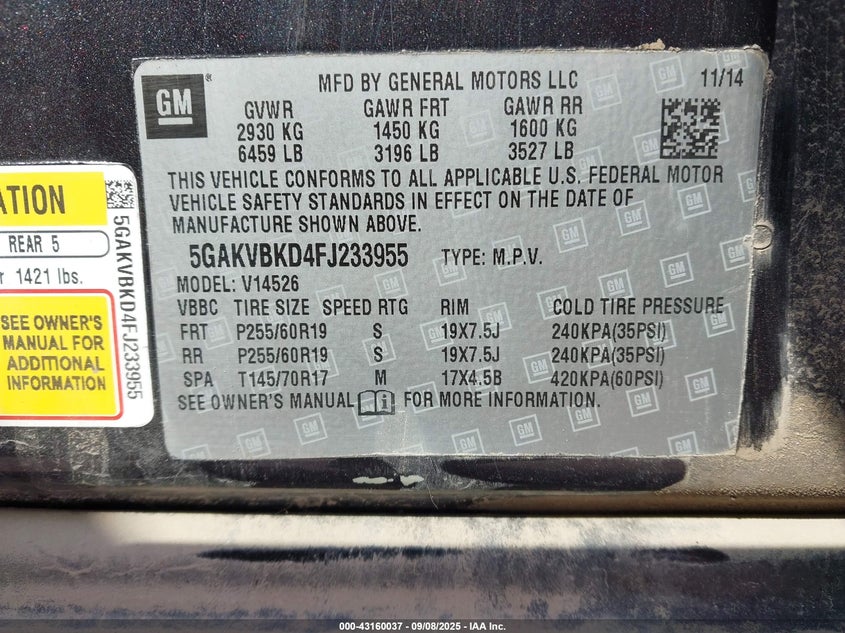 MFD BY GENERAL MOTORS LLC 11/14
GM ®
GVWR GAWR FRT GAWR RR
2930 KG 1450 KG 1600 KG
6459 LB 3196 LB 3527 LB
THIS VEHICLE CONFORMS TO ALL APPLICABLE U.S. FEDERAL MOTOR
VEHICLE SAFETY STANDARDS IN EFFECT ON THE DATE OF
MANUFACTURE SHOWN ABOVE.
5GAKVBKD4FJ233955 TYPE: M.P.V.
MODEL: V14526
VBBC TIRE SIZE SPEED RTG RIM COLD TIRE PRESSURE
FRT P255/60R19 S 19X7.5J 240KPA(35PSI)
RR P255/60R19 S 19X7.5J 240KPA(35PSI)
SPA T145/70R17 M 17X4.5B 420KPA(60PSI)
SEE OWNER'S MANUAL i FOR MORE INFORMATION.
REAR 5
1421 lbs.
SEE OWNER'S
MANUAL FOR
ADDITIONAL
INFORMATION
5GAKVBKD4FJ233955
000-43160037 - 09/08/2025 - IAA Inc.